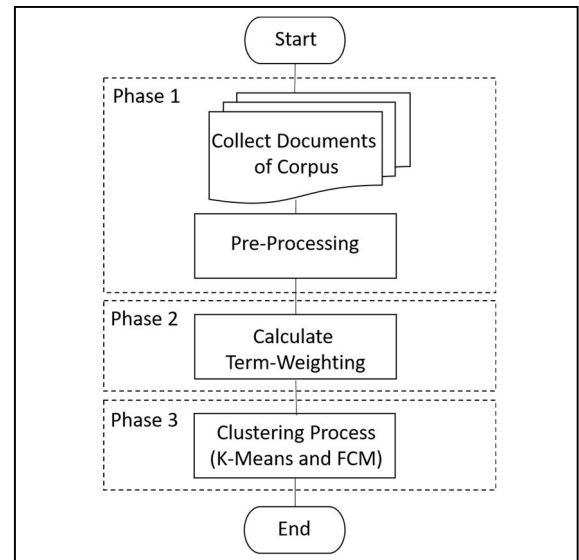 Start
Phase 1
Collect Documents
of Corpus
Pre-Processing
Phase 2
Calculate
Term-Weighting
Phase 3
Clustering Process
(K-Means and FCM)
End